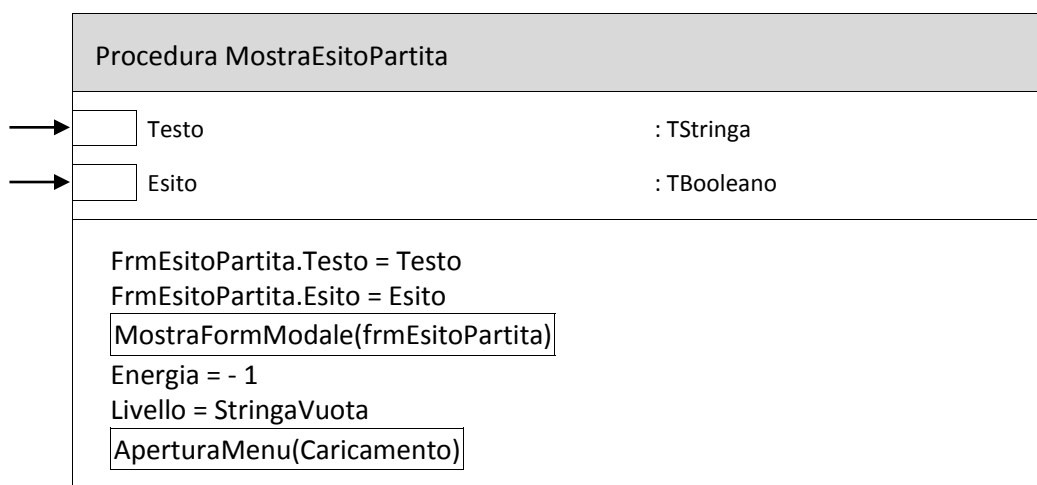 Procedura MostraEsitoPartita
Testo : TStringa
Esito : TBooleano
FrmEsitoPartita.Testo = Testo
FrmEsitoPartita.Esito = Esito
MostraFormModale(frmEsitoPartita)
Energia = - 1
Livello = StringaVuota
AperturaMenu(Caricamento)